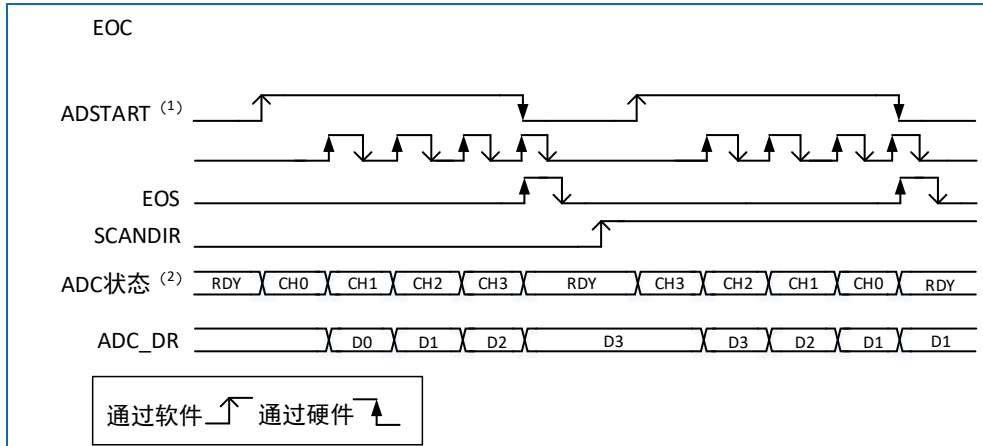 EOC
ADSTART (1)
EOS
SCANDIR
ADC状态 (2) RDY CH0 CH1 CH2 CH3 RDY CH3 CH2 CH1 CH0 RDY
ADC_DR D0 D1 D2 D3 D3 D2 D1 D1
通过软件 通过硬件